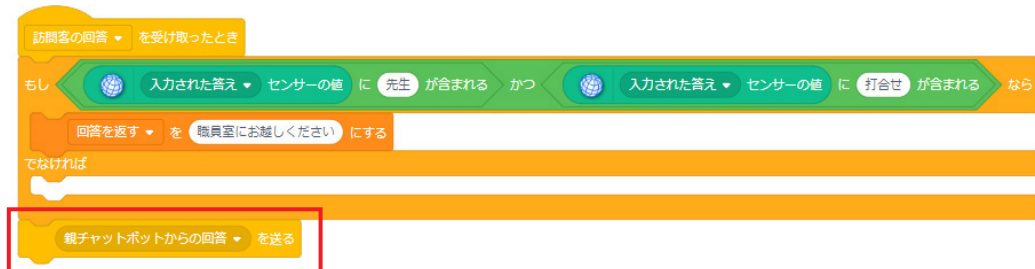 訪問客の回答 を受け取ったとき
もし 入力された答え センサーの値 に 先生 が含まれる かつ 入力された答え センサーの値 に 打合せ が含まれる なら
回答を返す を 職員室にお越しください にする
でなければ
親チャットボットからの回答 を送る